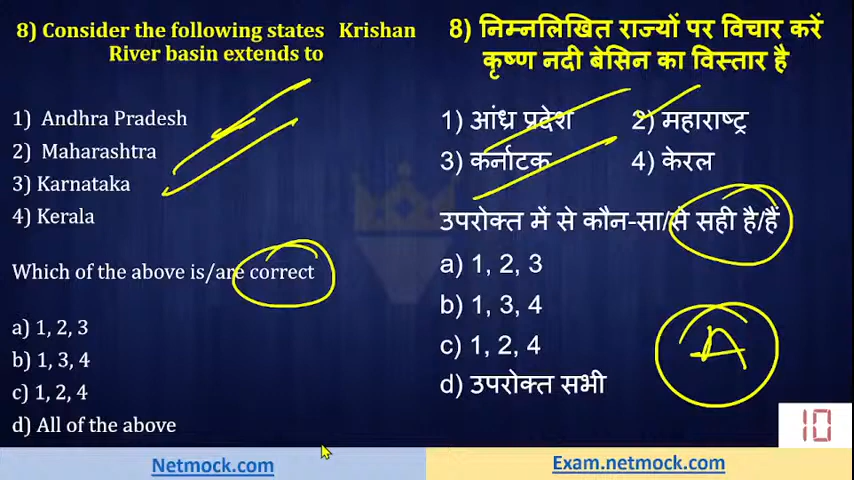 8) Consider the following states Krishan
River basin extends to
1) Andhra Pradesh
2) Maharashtra
3) Karnataka
4) Kerala
Which of the above is/are correct
a) 1, 2, 3
b) 1, 3, 4
c) 1, 2, 4
d) All of the above
8) निम्नलिखित राज्यों पर विचार करें
कृष्ण नदी बेसिन का विस्तार है
1) आंध्र प्रदेश 2) महाराष्ट्र
3) कर्नाटक 4) केरल
उपरोक्त में से कौन-सा/से सही है/हैं
a) 1, 2, 3
b) 1, 3, 4
c) 1, 2, 4
d) उपरोक्त सभी
A
10
Netmock.com
Exam.netmock.com